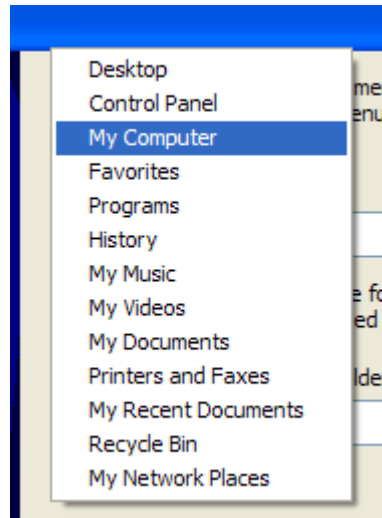 Desktop
Control Panel
My Computer
Favorites
Programs
History
My Music
My Videos
My Documents
Printers and Faxes
My Recent Documents
Recycle Bin
My Network Places